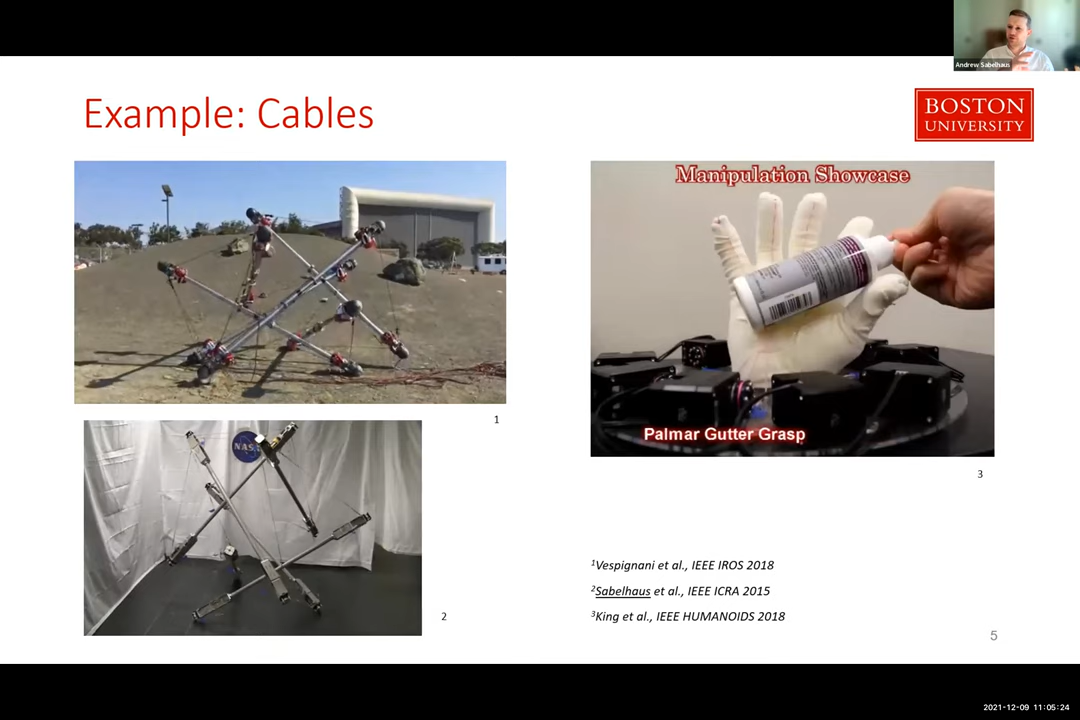 Andrew Sabelhaus
Example: Cables
BOSTON
UNIVERSITY
Manipulation Showcase
Palmar Gutter Grasp
1
NASA
3
2
¹Vespignani et al., IEEE IROS 2018
²Sabelhaus et al., IEEE ICRA 2015
³King et al., IEEE HUMANOIDS 2018
5
2021-12-09 11:05:24